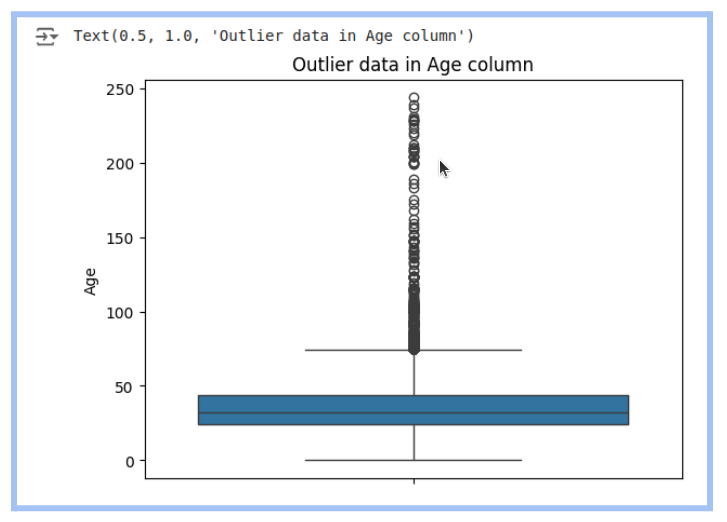 Text(0.5, 1.0, 'Outlier data in Age column')
Outlier data in Age column
250
200
150
100
50
0
Age